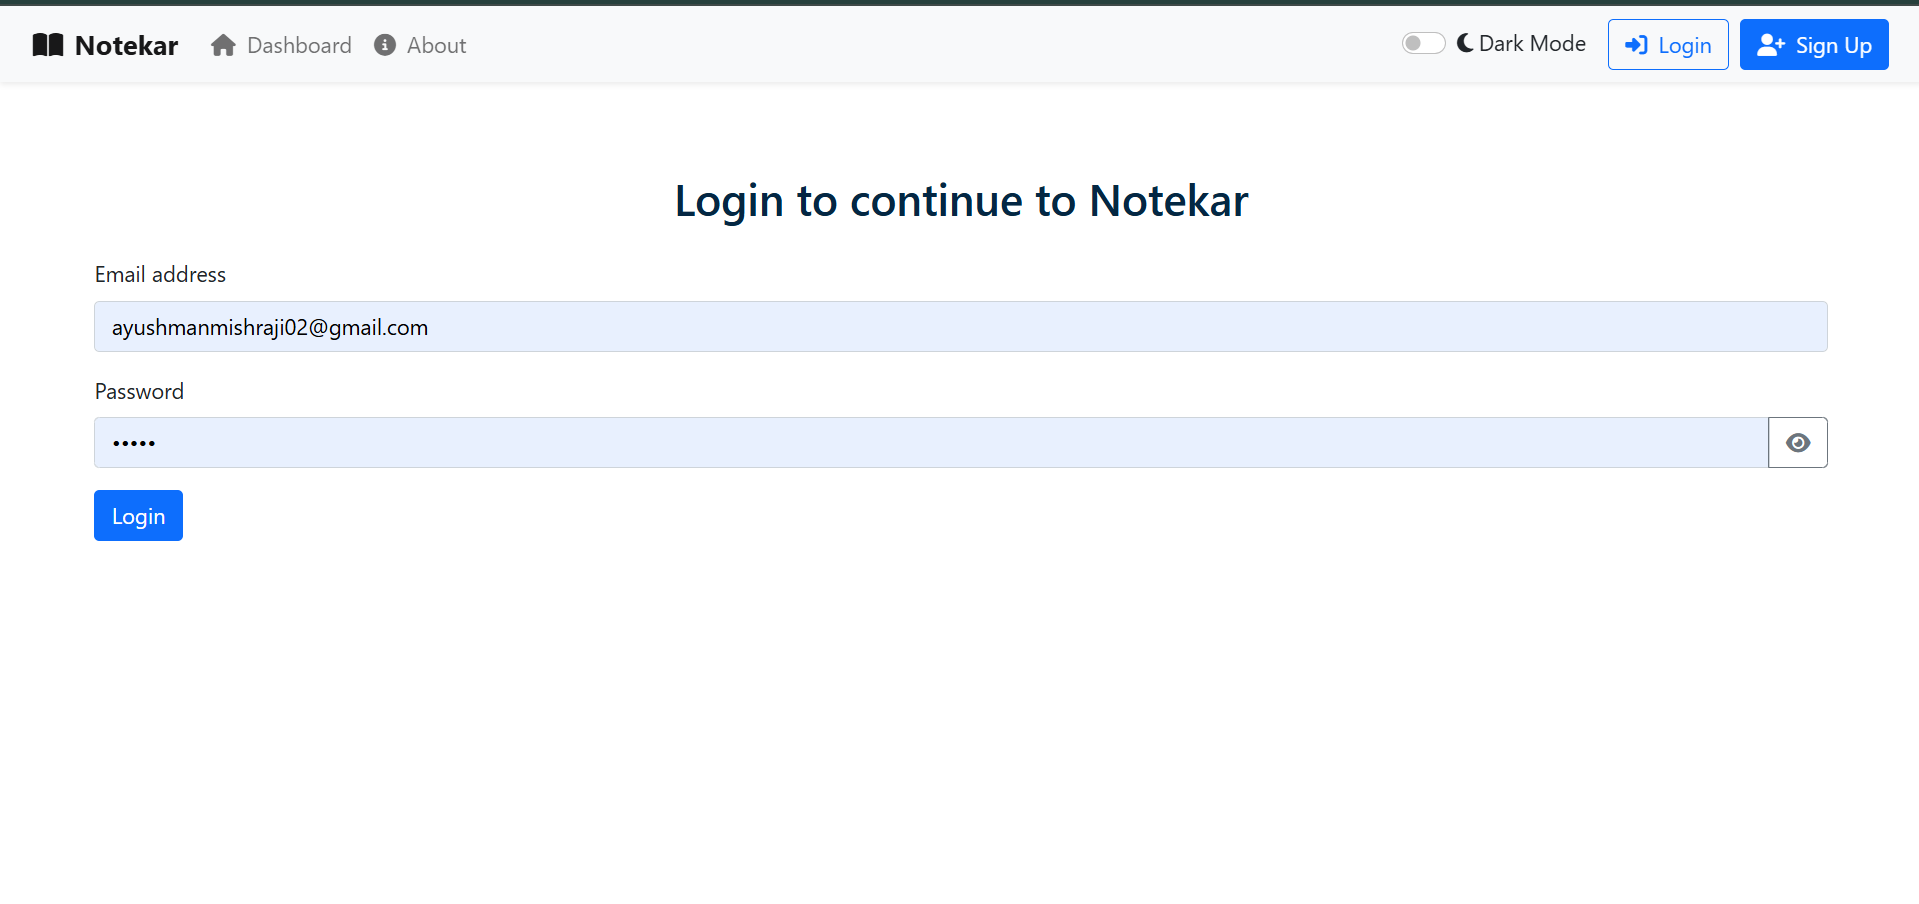 Notekar Dashboard About Dark Mode Login Sign Up
Login to continue to Notekar
Email address
ayushmanmishraji02@gmail.com
Password
•••••
Login